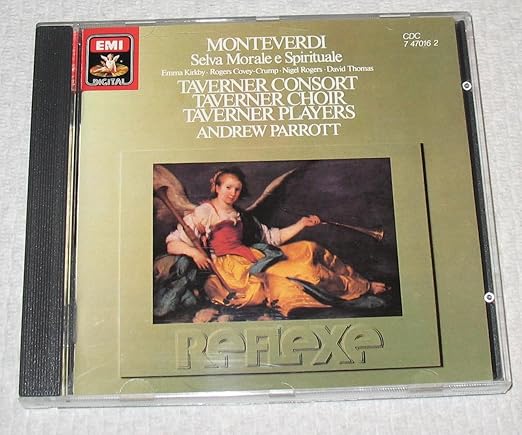 EMI
DIGITAL
MONTEVERDI
Selva Morale e Spirituale
Emma Kirkby · Rogers Covey-Crump · Nigel Rogers · David Thomas
TAVERNER CONSORT
TAVERNER CHOIR
TAVERNER PLAYERS
ANDREW PARROTT
CDC
7 47016 2
REFLEXE